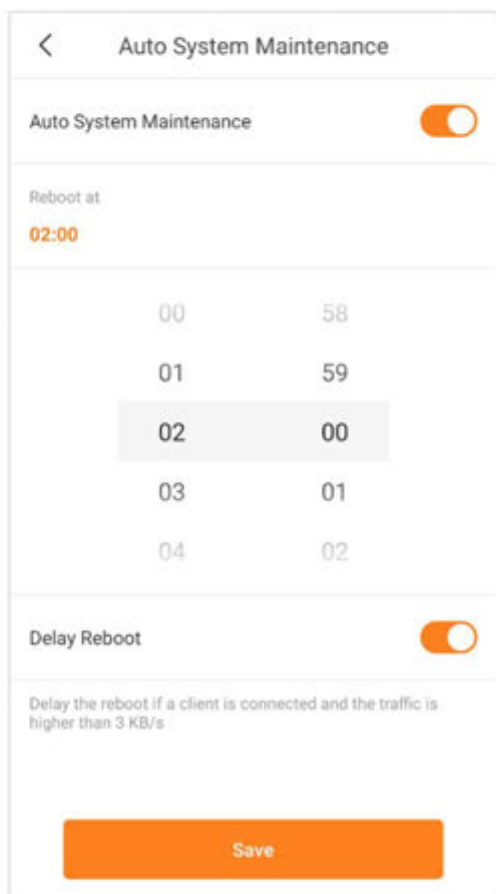 Auto System Maintenance
Auto System Maintenance
Reboot at
02:00
00 58
01 59
02 00
03 01
04 02
Delay Reboot
Delay the reboot if a client is connected and the traffic is
higher than 3 KB/s
Save